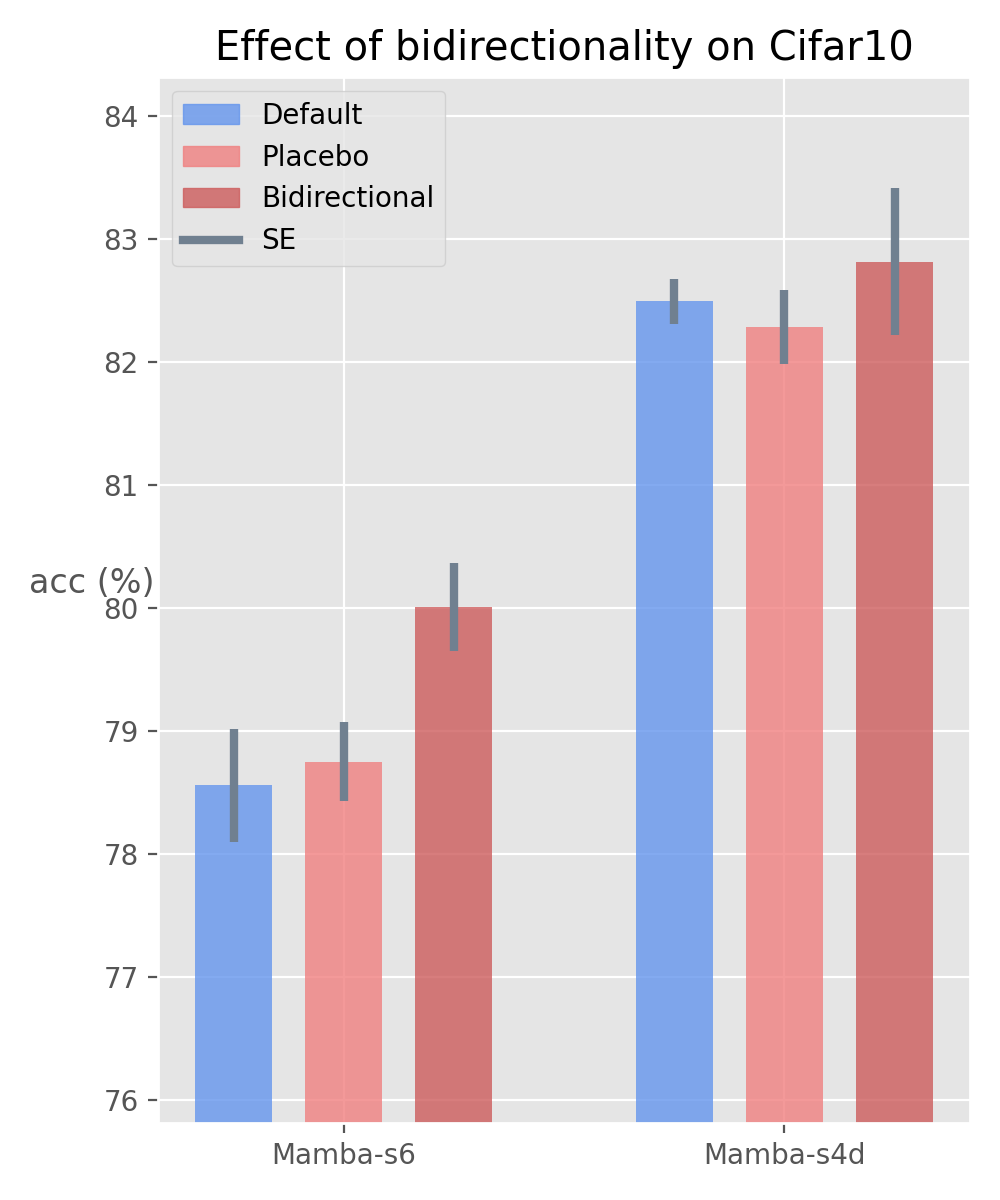 Effect of bidirectionality on Cifar10
Default
Placebo
Bidirectional
SE
84
83
82
81
acc (%)
80
79
78
77
76
Mamba-s6
Mamba-s4d